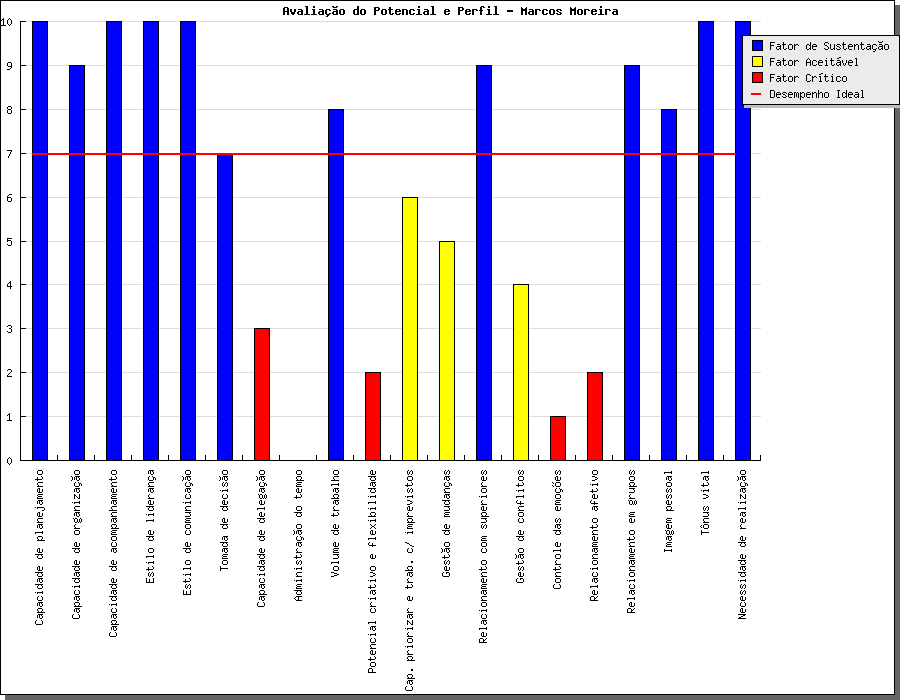 Avaliação do Potencial e Perfil - Marcos Moreira
10
9
8
7
6
5
4
3
2
1
0
Fator de Sustentação
Fator Aceitável
Fator Crítico
Desempenho Ideal
Capacidade de planejamento
Capacidade de organização
Capacidade de acompanhamento
Estilo de liderança
Estilo de comunicação
Tomada de decisão
Capacidade de delegação
Administração do tempo
Volume de trabalho
Potencial criativo e flexibilidade
Cap. priorizar e trab. c/ imprevistos
Gestão de mudanças
Relacionamento com superiores
Gestão de conflitos
Controle das emoções
Relacionamento afetivo
Relacionamento em grupos
Imagem pessoal
Tônus vital
Necessidade de realização